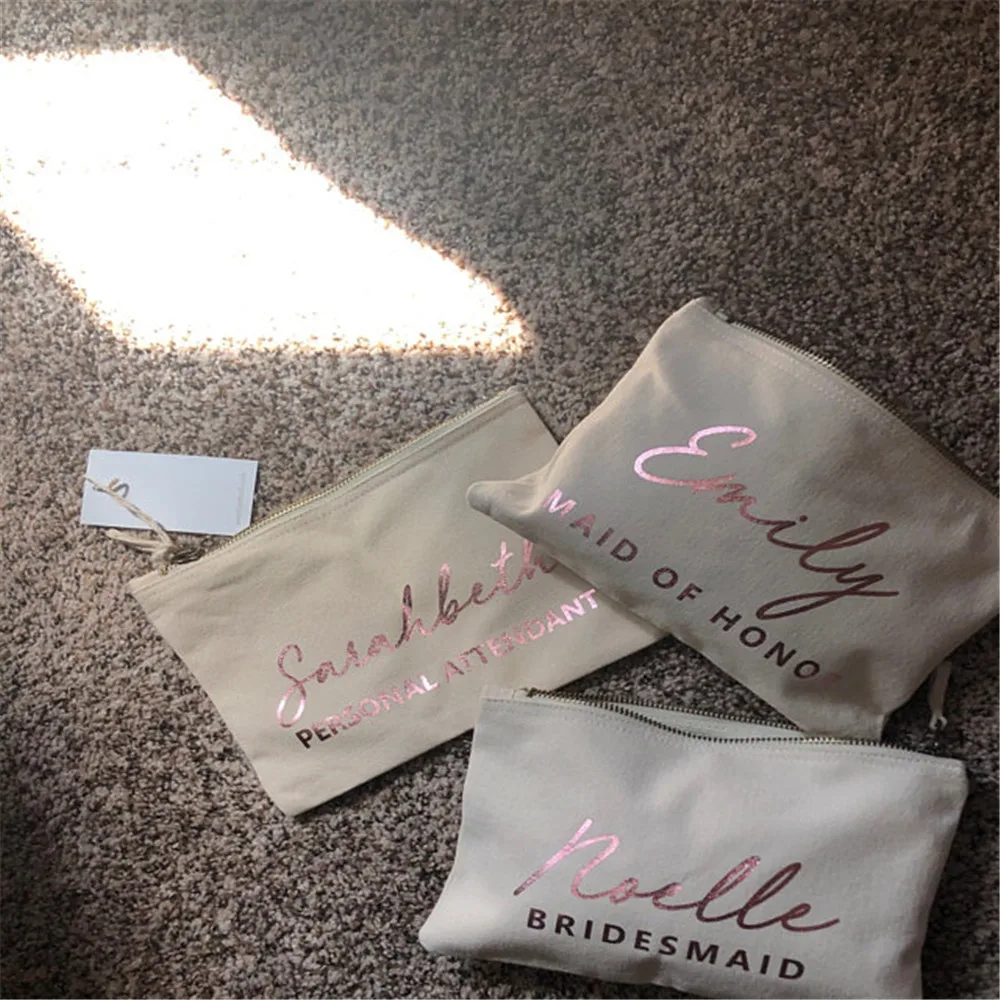 Emily
MAID OF HONO
Sarahbeth
PERSONAL ATTENDANT
Noelle
BRIDESMAID
S